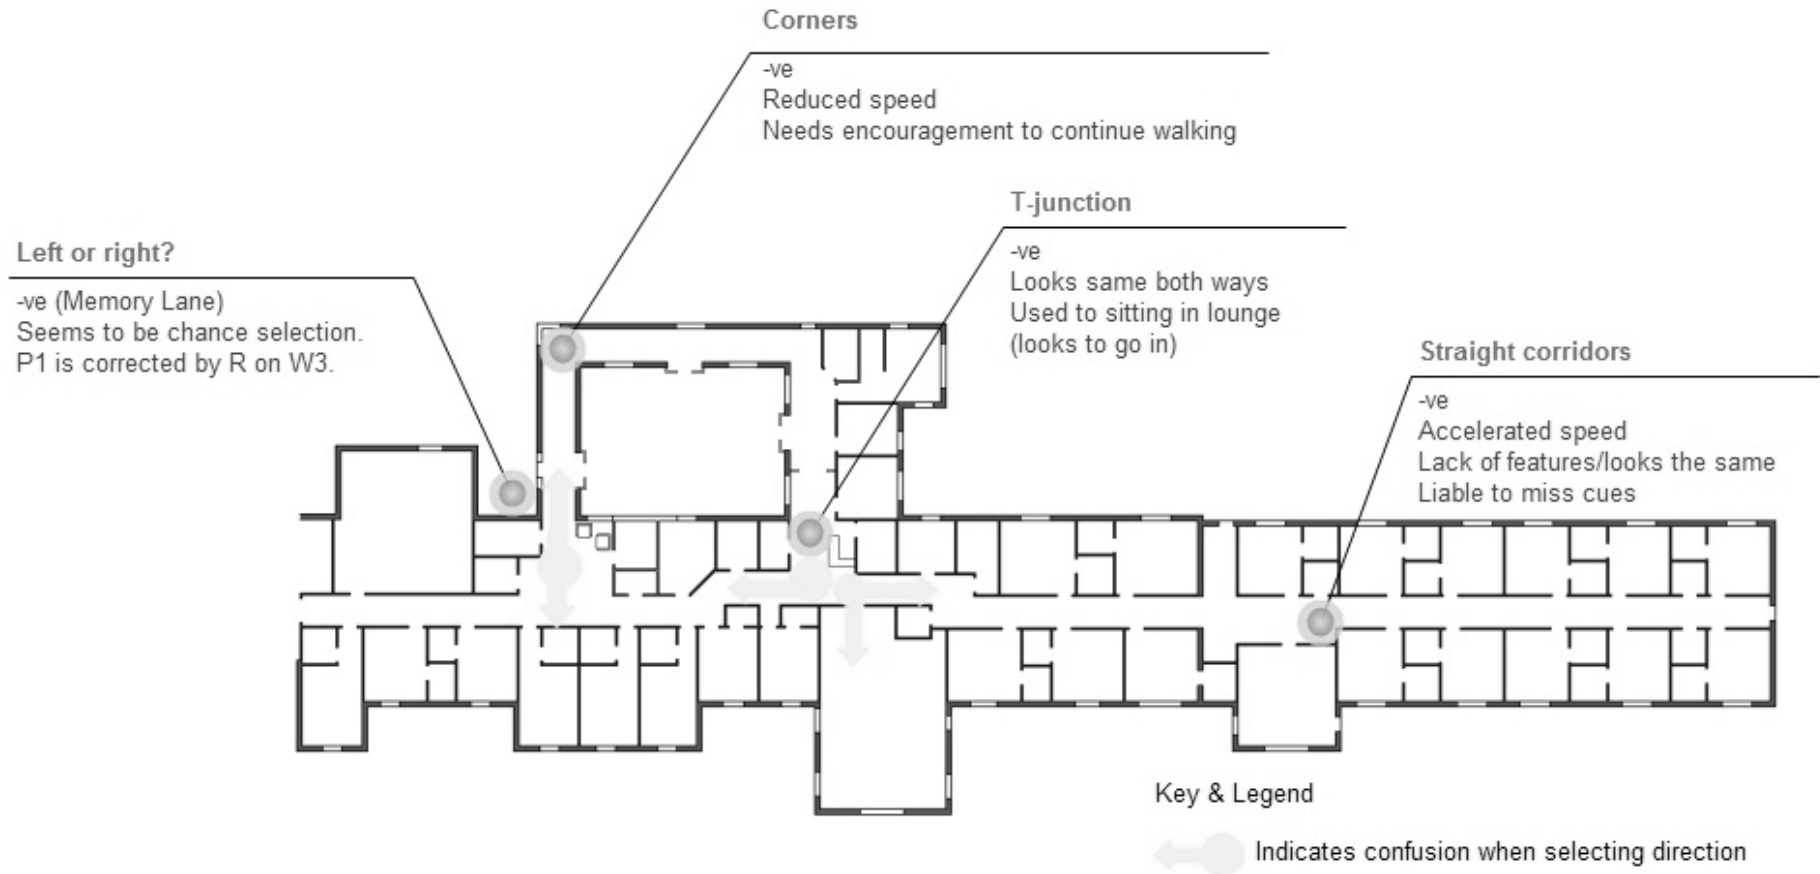 Corners
-ve
Reduced speed
Needs encouragement to continue walking
T-junction
-ve
Looks same both ways
Used to sitting in lounge
(looks to go in)
Left or right?
-ve (Memory Lane)
Seems to be chance selection.
P1 is corrected by R on W3.
Straight corridors
-ve
Accelerated speed
Lack of features/looks the same
Liable to miss cues
Key & Legend
Indicates confusion when selecting direction